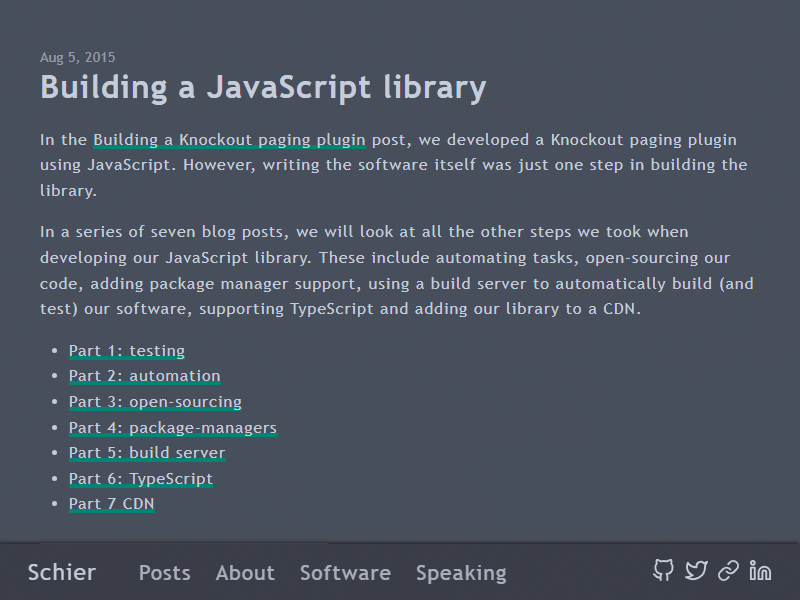 Aug 5, 2015
Building a JavaScript library
In the Building a Knockout paging plugin post, we developed a Knockout paging plugin
using JavaScript. However, writing the software itself was just one step in building the
library.
In a series of seven blog posts, we will look at all the other steps we took when
developing our JavaScript library. These include automating tasks, open-sourcing our
code, adding package manager support, using a build server to automatically build (and
test) our software, supporting TypeScript and adding our library to a CDN.
• Part 1: testing
• Part 2: automation
• Part 3: open-sourcing
• Part 4: package-managers
• Part 5: build server
• Part 6: TypeScript
• Part 7 CDN
Schier Posts About Software Speaking